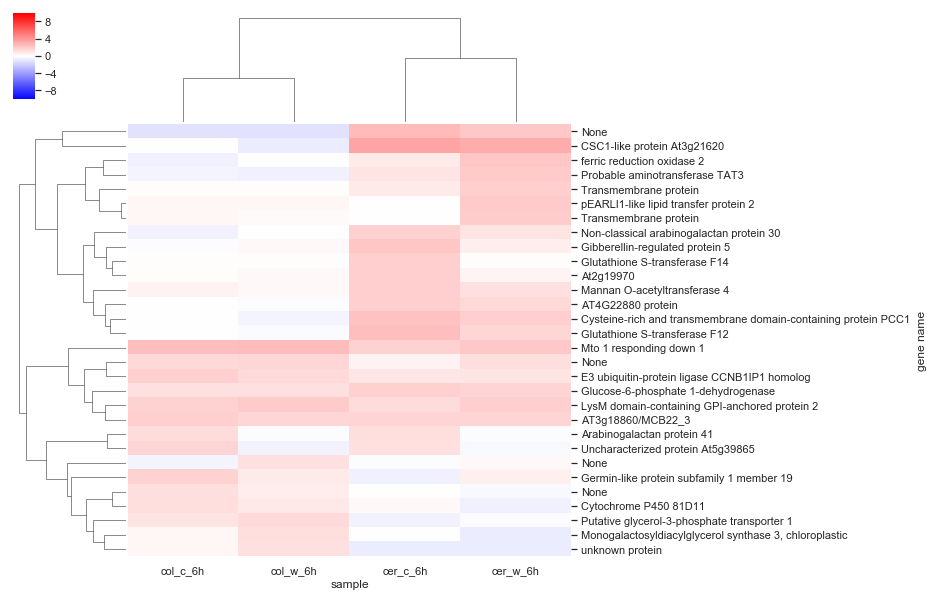 8
4
0
−4
−8
None
CSC1-like protein At3g21620
ferric reduction oxidase 2
Probable aminotransferase TAT3
Transmembrane protein
pEARLI1-like lipid transfer protein 2
Transmembrane protein
Non-classical arabinogalactan protein 30
Gibberellin-regulated protein 5
Glutathione S-transferase F14
At2g19970
Mannan O-acetyltransferase 4
AT4G22880 protein
Cysteine-rich and transmembrane domain-containing protein PCC1
Glutathione S-transferase F12
Mto 1 responding down 1
None
E3 ubiquitin-protein ligase CCNB1IP1 homolog
Glucose-6-phosphate 1-dehydrogenase
LysM domain-containing GPI-anchored protein 2
AT3g18860/MCB22_3
Arabinogalactan protein 41
Uncharacterized protein At5g39865
None
Germin-like protein subfamily 1 member 19
None
Cytochrome P450 81D11
Putative glycerol-3-phosphate transporter 1
Monogalactosyldiacylglycerol synthase 3, chloroplastic
unknown protein
gene name
col_c_6h col_w_6h cer_c_6h cer_w_6h
sample